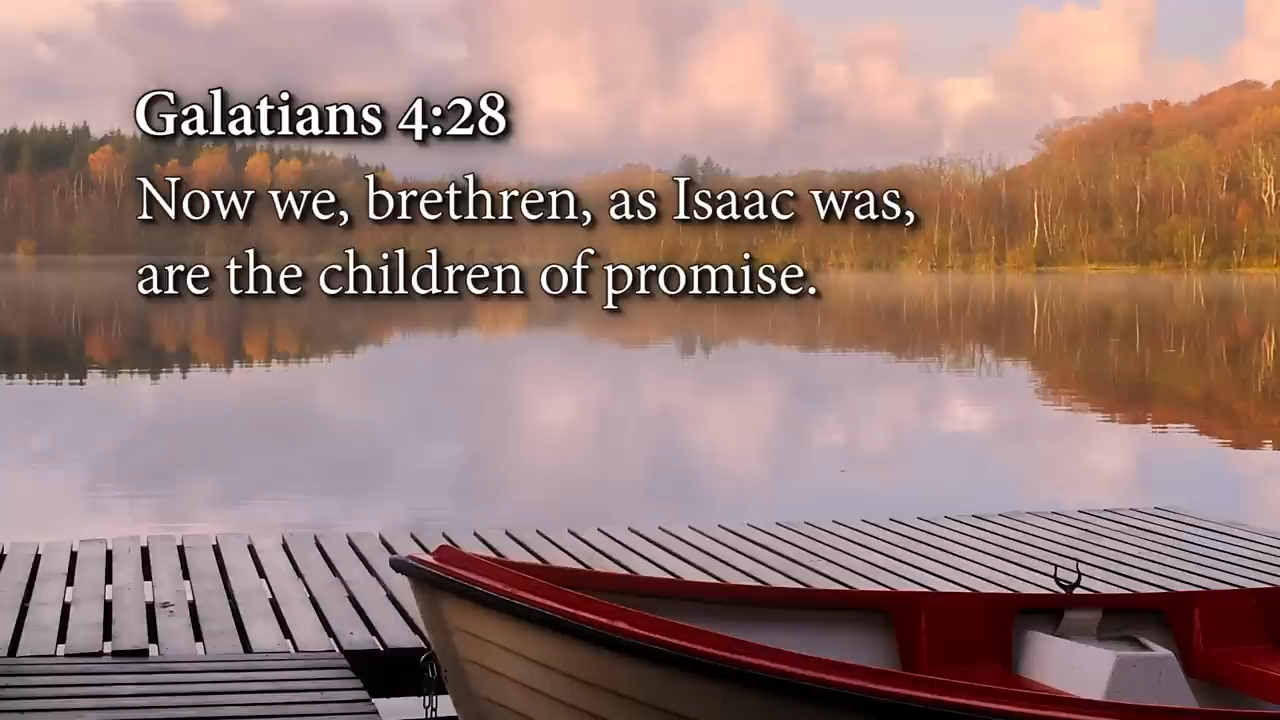 Galatians 4:28
Now we, brethren, as Isaac was,
are the children of promise.